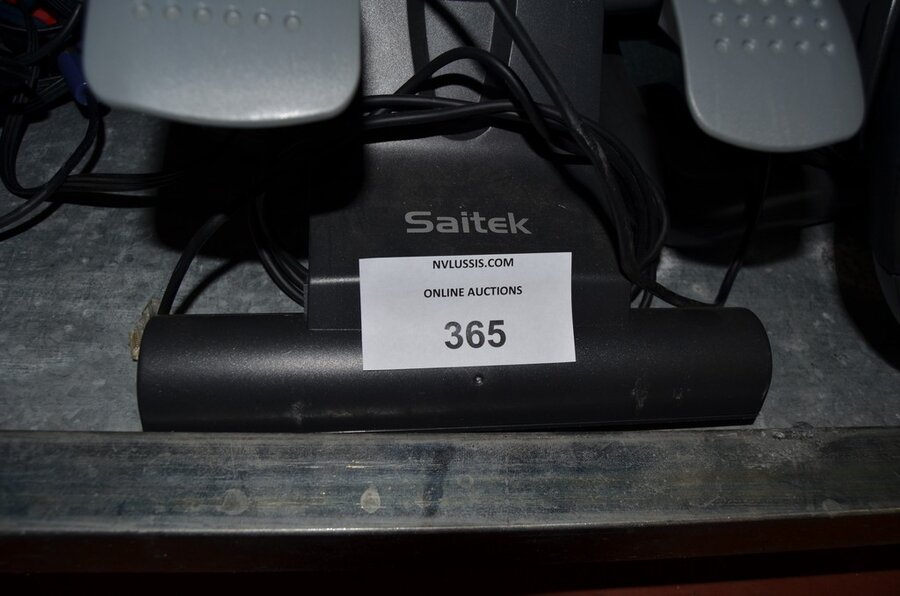 Saitek
NVLUSSIS.COM
ONLINE AUCTIONS
365